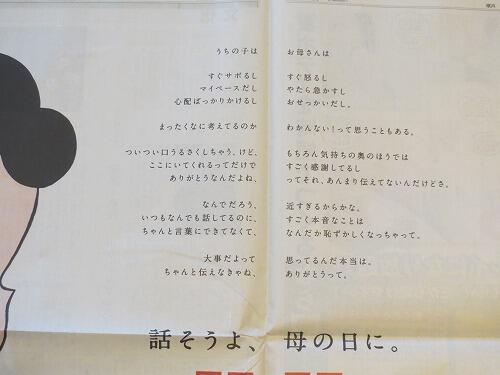 うちの子は
すぐサボるし
マイペースだし
心配ばっかりかけるし
まったくなに考えてるのか
ついつい口うるさくしちゃう、けど、
ここにいてくれるってだけで
ありがとうなんだよね、
なんでだろう、
いつもなんでも話してるのに、
ちゃんと言葉にできてなくて、
大事だよって
ちゃんと伝えなきゃね、
お母さんは
すぐ怒るし
やたら急かすし
おせっかいだし。
わかんない！って思うこともある。
もちろん気持ちの奥のほうでは
すごく感謝してるし
ってそれ、あんまり伝えてないんだけどさ。
近すぎるからかな。
すごく本音なことは
なんだか恥ずかしくなっちゃって。
思ってるんだ本当は。
ありがとうって。
話そうよ、母の日に。